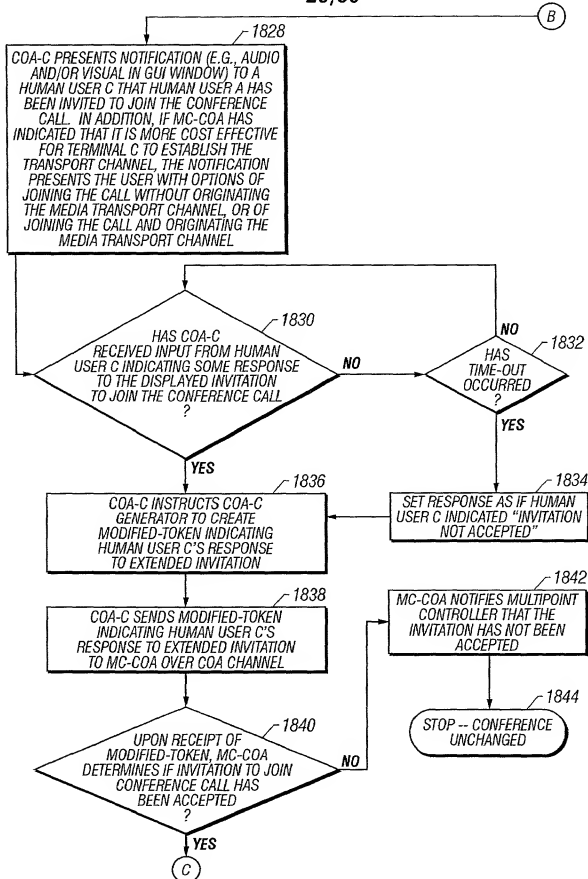 B
1828
COA-C PRESENTS NOTIFICATION (E.G., AUDIO
AND/OR VISUAL IN GUI WINDOW) TO A
HUMAN USER C THAT HUMAN USER A HAS
BEEN INVITED TO JOIN THE CONFERENCE
CALL. IN ADDITION, IF MC-COA HAS
INDICATED THAT IT IS MORE COST EFFECTIVE
FOR TERMINAL C TO ESTABLISH THE
TRANSPORT CHANNEL, THE NOTIFICATION
PRESENTS THE USER WITH OPTIONS OF
JOINING THE CALL WITHOUT ORIGINATING
THE MEDIA TRANSPORT CHANNEL, OR OF
JOINING THE CALL AND ORIGINATING THE
MEDIA TRANSPORT CHANNEL
1830
HAS COA-C
RECEIVED INPUT FROM HUMAN
USER C INDICATING SOME RESPONSE
TO THE DISPLAYED INVITATION
TO JOIN THE CONFERENCE CALL
?
NO
YES
1832
NO
HAS
TIME-OUT
OCCURRED
?
YES
1834
SET RESPONSE AS IF HUMAN
USER C INDICATED "INVITATION
NOT ACCEPTED"
1836
COA-C INSTRUCTS COA-C
GENERATOR TO CREATE
MODIFIED-TOKEN INDICATING
HUMAN USER C'S RESPONSE
TO EXTENDED INVITATION
1838
COA-C SENDS MODIFIED-TOKEN
INDICATING HUMAN USER C'S
RESPONSE TO EXTENDED INVITATION
TO MC-COA OVER COA CHANNEL
1840
UPON RECEIPT OF
MODIFIED-TOKEN, MC-COA
DETERMINES IF INVITATION TO JOIN
CONFERENCE CALL HAS
BEEN ACCEPTED
?
NO
YES
1842
MC-COA NOTIFIES MULTIPOINT
CONTROLLER THAT THE
INVITATION HAS NOT BEEN
ACCEPTED
1844
STOP -- CONFERENCE
UNCHANGED
C